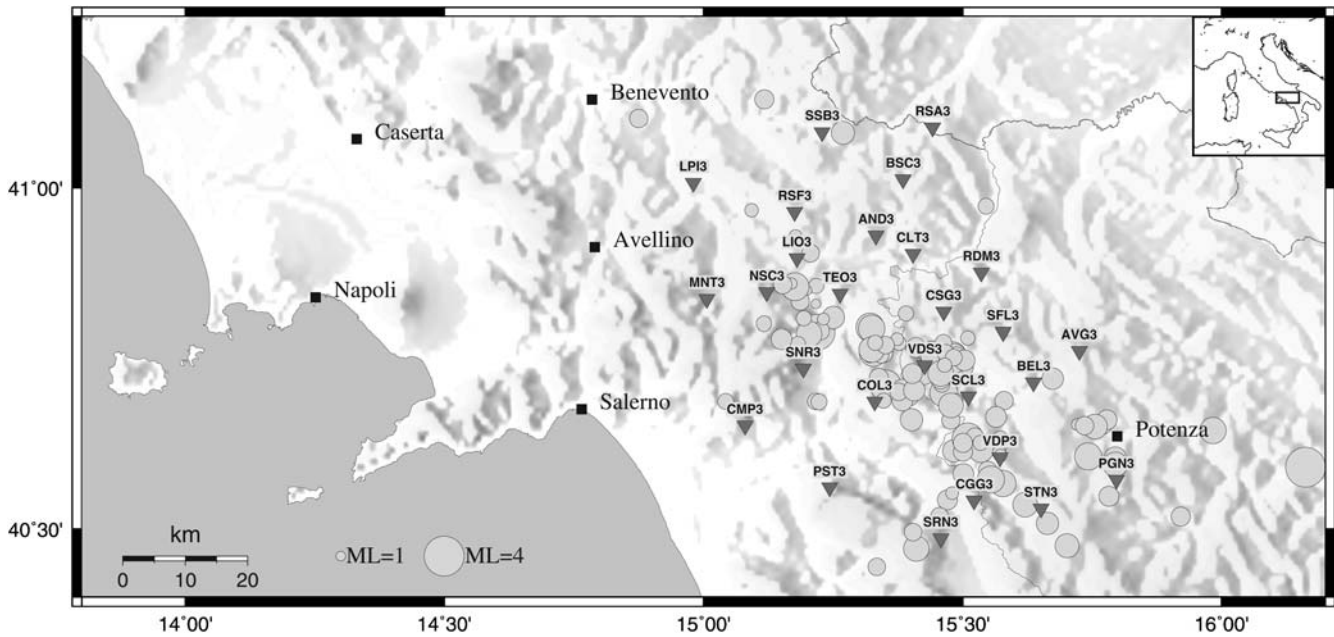 Benevento
Caserta
SSB3
RSA3
41°00'
LPI3
BSC3
RSF3
AND3
CLT3
Avellino
LIO3
RDM3
Napoli
MNT3
NSC3
TEO3
CSG3
SFL3
AVG3
SNR3
VDS3
BEL3
COL3
SCL3
Salerno
CMP3
Potenza
VDP3
PGN3
PST3
CGG3
STN3
40°30'
SRN3
km
ML=1
ML=4
0 10 20
14°00'
14°30'
15°00'
15°30'
16°00'